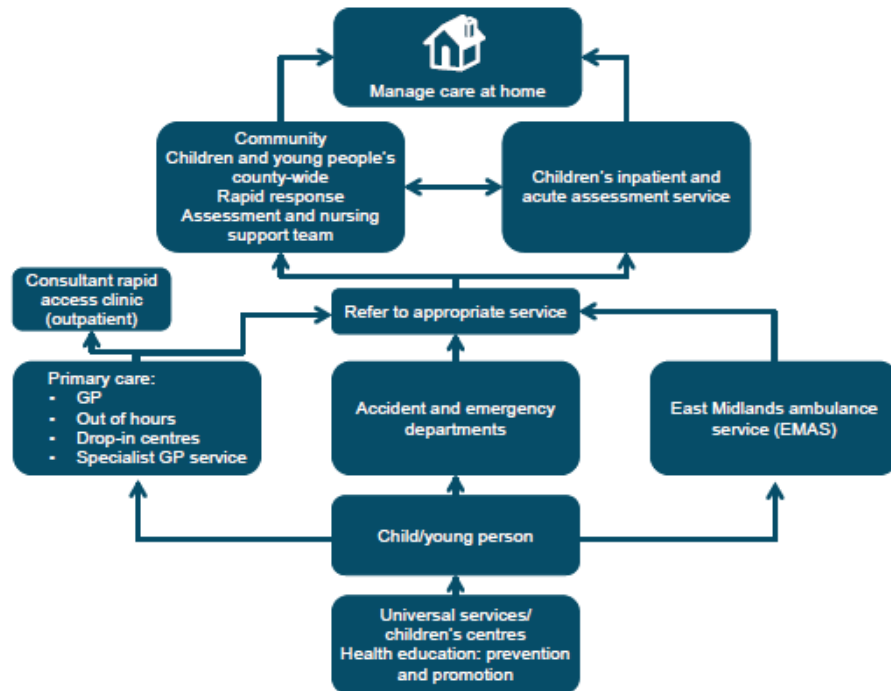 Manage care at home
Community
Children and young people's
county-wide
Rapid response
Assessment and nursing
support team
Children's inpatient and
acute assessment service
Consultant rapid
access clinic
(outpatient)
Refer to appropriate service
Primary care:
- GP
- Out of hours
- Drop-in centres
- Specialist GP service
Accident and emergency
departments
East Midlands ambulance
service (EMAS)
Child/young person
Universal services/
children's centres
Health education: prevention
and promotion